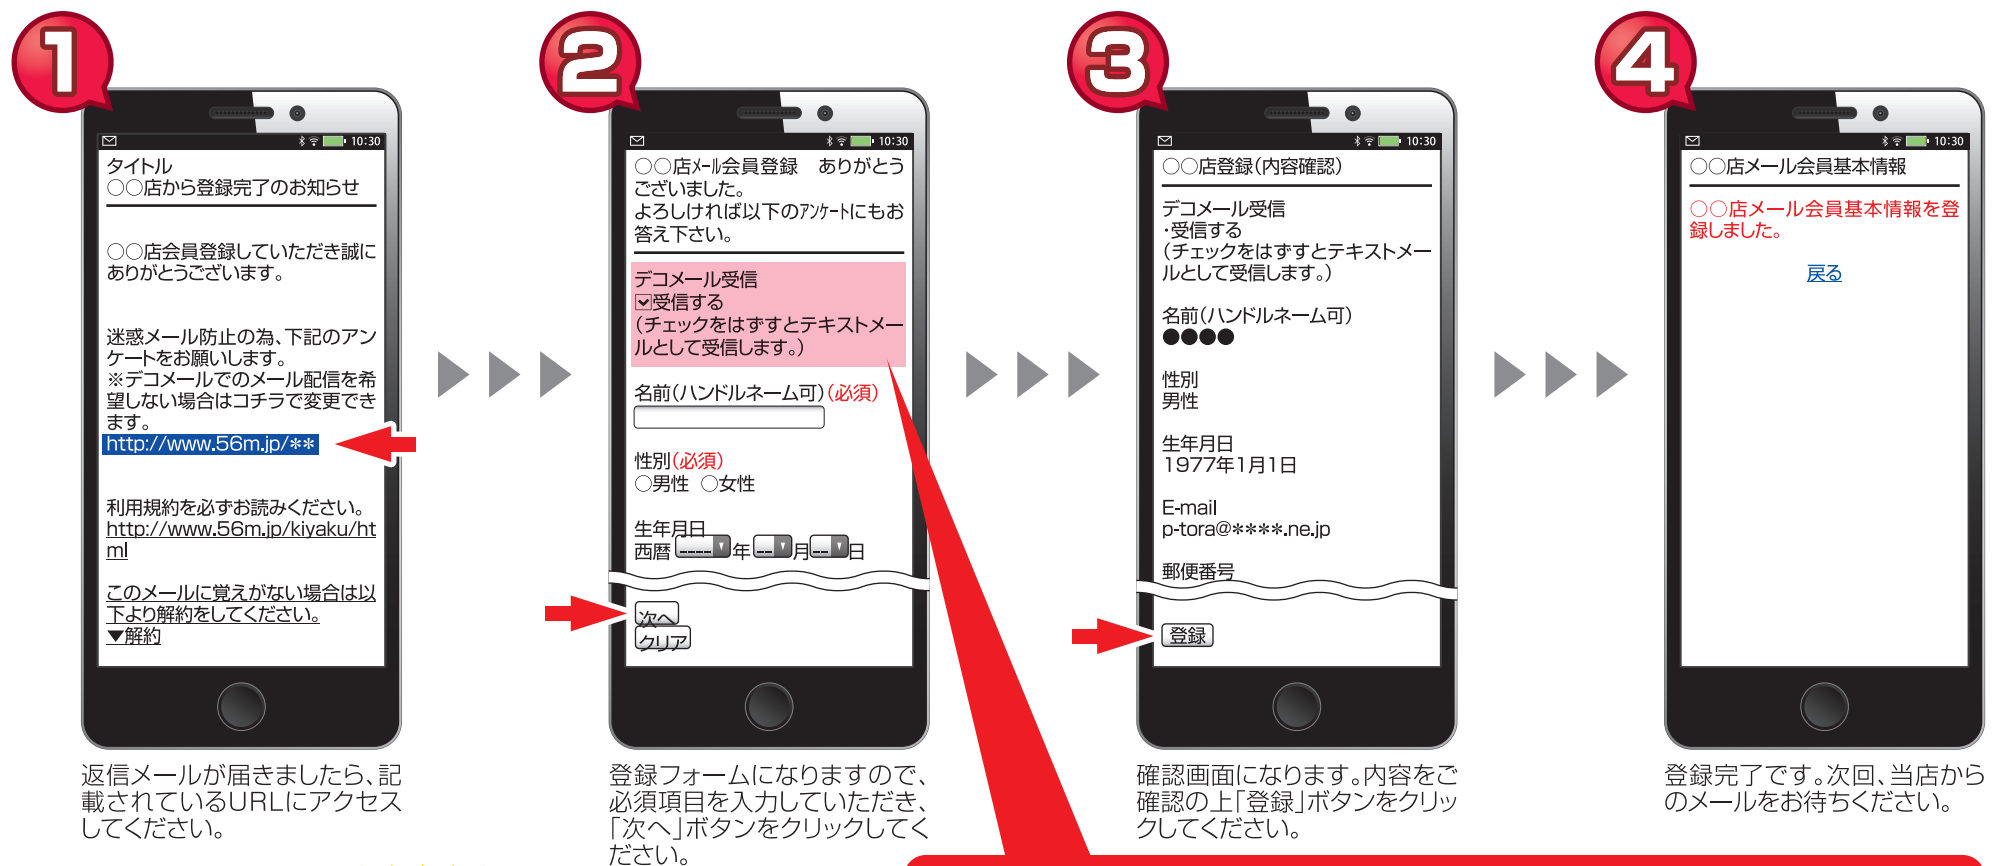 1
10:30
タイトル
○○店から登録完了のお知らせ
○○店会員登録していただき誠に
ありがとうございます。
迷惑メール防止の為、下記のアン
ケートをお願いします。
※デコメールでのメール配信を希
望しない場合はコチラで変更でき
ます。
http://www.56m.jp/**
利用規約を必ずお読みください。
http://www.56m.jp/kiyaku/ht
ml
このメールに覚えがない場合は以
下より解約をしてください。
▼解約
返信メールが届きましたら、記
載されているURLにアクセス
してください。
2
10:30
○○店メール会員登録　ありがとう
ございました。
よろしければ以下のアンケートにもお
答え下さい。
デコメール受信
受信する
(チェックをはずすとテキストメー
ルとして受信します。)
名前(ハンドルネーム可)(必須)
性別(必須)
○男性 ○女性
生年月日
西暦 ____ 年 __ 月 __ 日
次へ
クリア
登録フォームになりますので、
必須項目を入力していただき、
「次へ」ボタンをクリックしてく
ださい。
3
10:30
○○店登録(内容確認)
デコメール受信
・受信する
(チェックをはずすとテキストメー
ルとして受信します。)
名前(ハンドルネーム可)
●●●●
性別
男性
生年月日
1977年1月1日
E-mail
p-tora@****.ne.jp
郵便番号
登録
確認画面になります。内容をご
確認の上「登録」ボタンをクリッ
クしてください。
4
10:30
○○店メール会員基本情報
○○店メール会員基本情報を登
録しました。
戻る
登録完了です。次回、当店から
のメールをお待ちください。